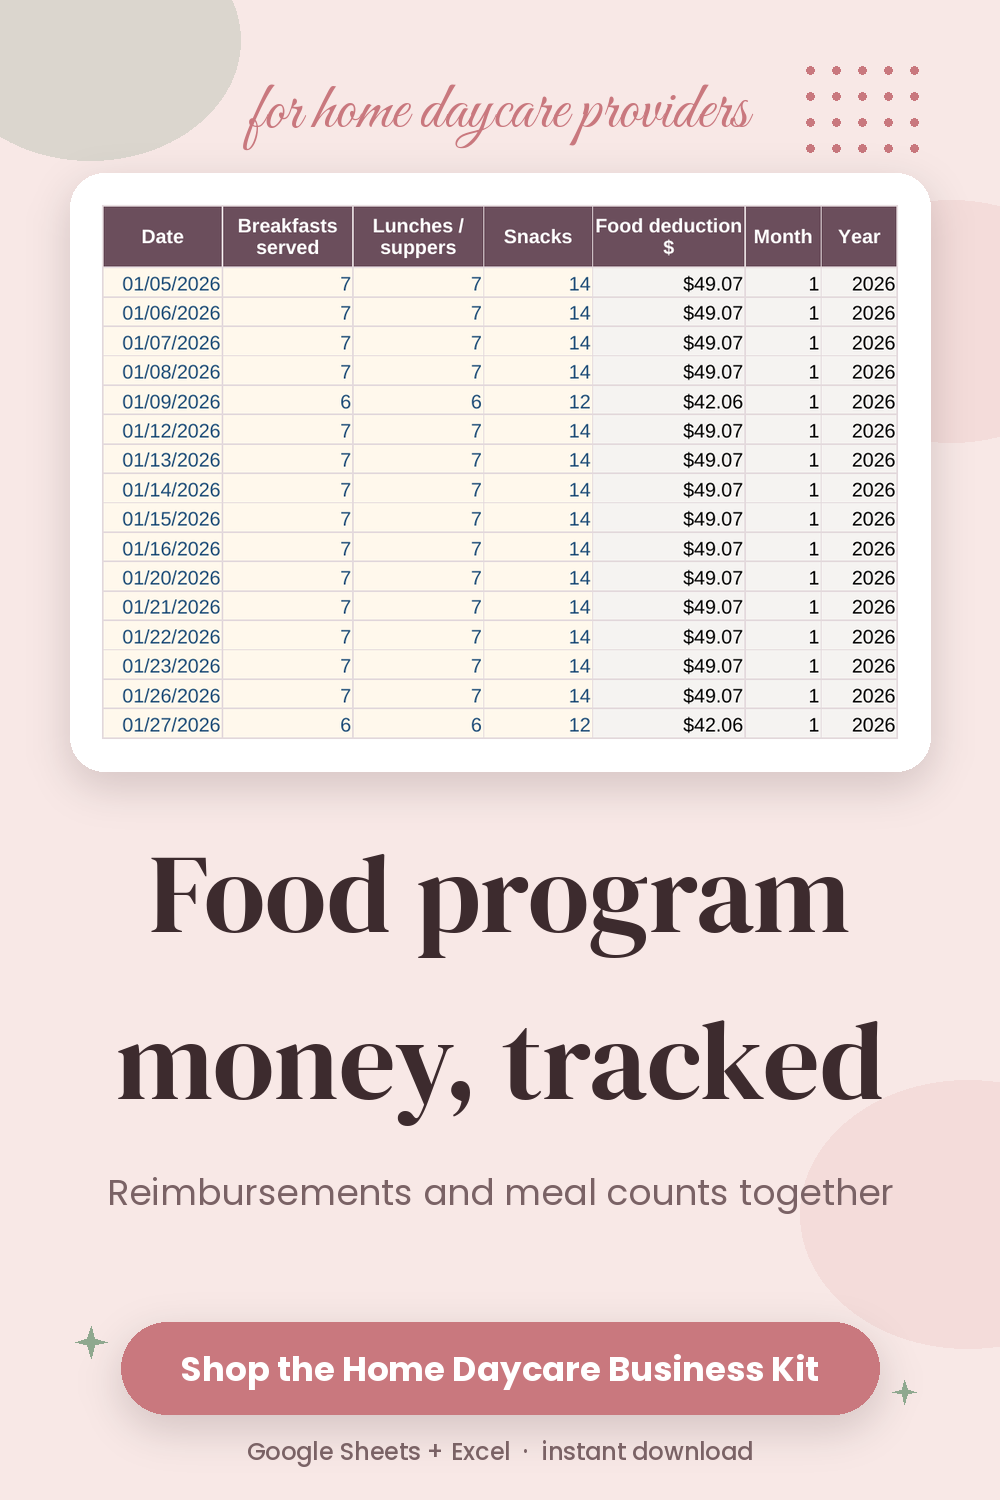 for home daycare providers
Date Breakfasts served Lunches / suppers Snacks Food deduction $ Month Year
01/05/2026 7 7 14 $49.07 1 2026
01/06/2026 7 7 14 $49.07 1 2026
01/07/2026 7 7 14 $49.07 1 2026
01/08/2026 7 7 14 $49.07 1 2026
01/09/2026 6 6 12 $42.06 1 2026
01/12/2026 7 7 14 $49.07 1 2026
01/13/2026 7 7 14 $49.07 1 2026
01/14/2026 7 7 14 $49.07 1 2026
01/15/2026 7 7 14 $49.07 1 2026
01/16/2026 7 7 14 $49.07 1 2026
01/20/2026 7 7 14 $49.07 1 2026
01/21/2026 7 7 14 $49.07 1 2026
01/22/2026 7 7 14 $49.07 1 2026
01/23/2026 7 7 14 $49.07 1 2026
01/26/2026 7 7 14 $49.07 1 2026
01/27/2026 6 6 12 $42.06 1 2026
Food program
money, tracked
Reimbursements and meal counts together
Shop the Home Daycare Business Kit
Google Sheets + Excel · instant download